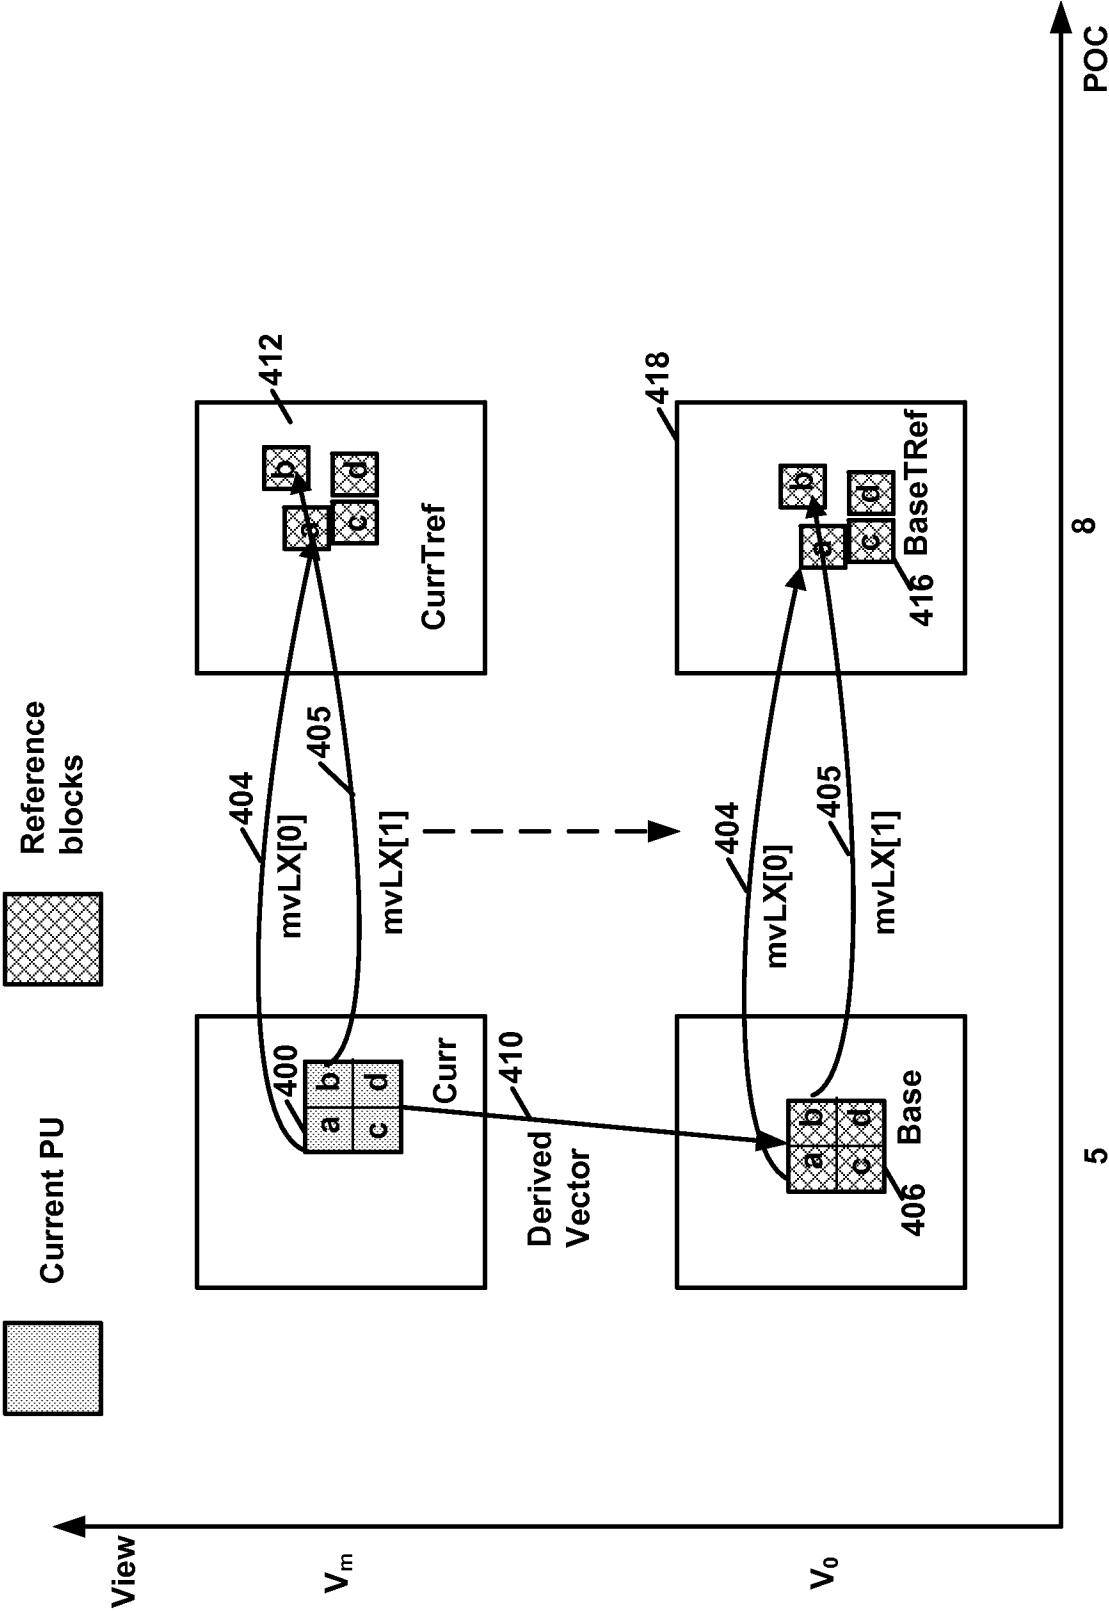 Current PU
Reference
blocks
View
Vm
V0
400
a
b
c
d
Curr
404
mvLX[0]
405
mvLX[1]
412
a
b
c
d
CurrTref
410
Derived
Vector
406
a
b
c
d
Base
404
mvLX[0]
405
mvLX[1]
418
a
b
c
d
416
BaseTRef
5
8
POC